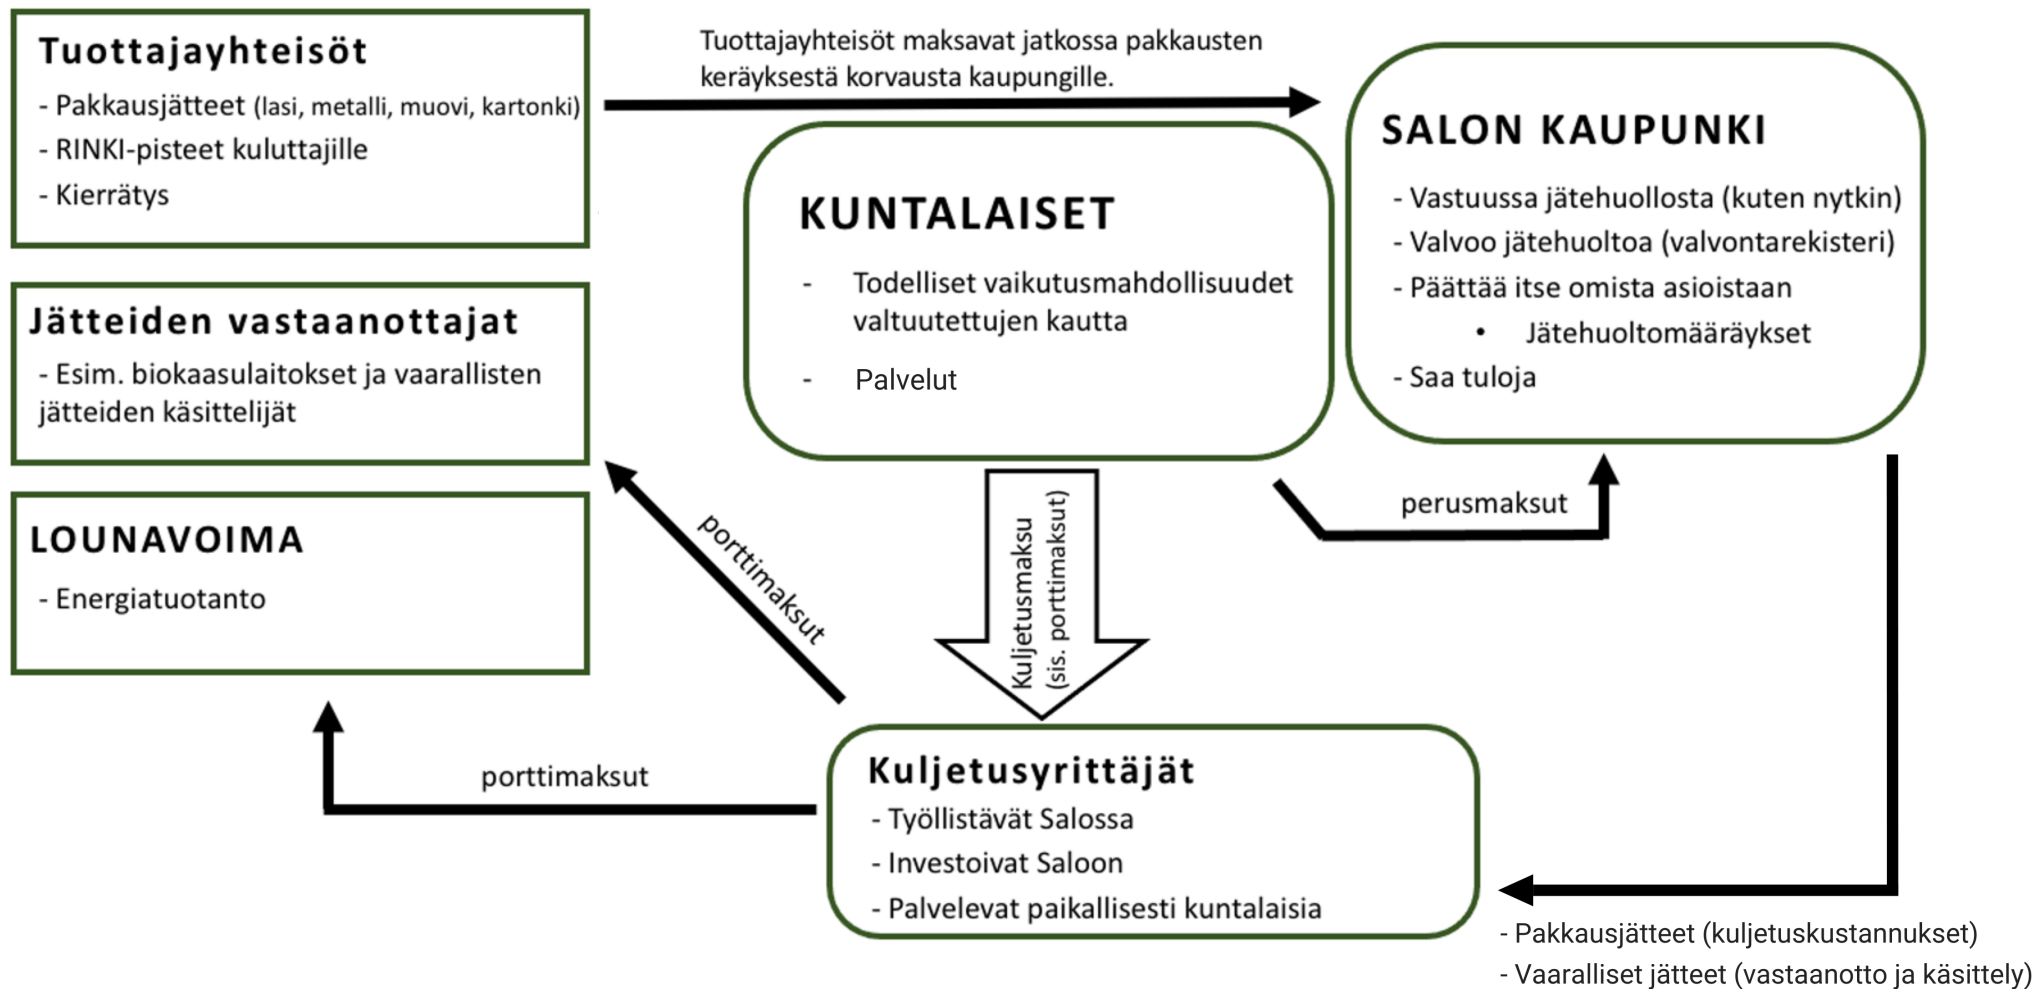 Tuottajayhteisöt
- Pakkausjätteet (lasi, metalli, muovi, kartonki)
- RINKI-pisteet kuluttajille
- Kierrätys
Tuottajayhteisöt maksavat jatkossa pakkausten
keräyksestä korvausta kaupungille.
KUNTALAISET
- Todelliset vaikutusmahdollisuudet
valtuutettujen kautta
- Palvelut
SALON KAUPUNKI
- Vastuussa jätehuollosta (kuten nytkin)
- Valvoo jätehuoltoa (valvontarekisteri)
- Päättää itse omista asioistaan
• Jätehuoltomääräykset
- Saa tuloja
Jätteiden vastaanottajat
- Esim. biokaasulaitokset ja vaarallisten
jätteiden käsittelijät
LOUNAVOIMA
- Energiatuotanto
porttimaksut
Kuljetusmaksu
(sis. porttimaksut)
perusmaksut
porttimaksut
Kuljetusyrittäjät
- Työllistävät Salossa
- Investoivat Saloon
- Palvelevat paikallisesti kuntalaisia
- Pakkausjätteet (kuljetuskustannukset)
- Vaaralliset jätteet (vastaanotto ja käsittely)